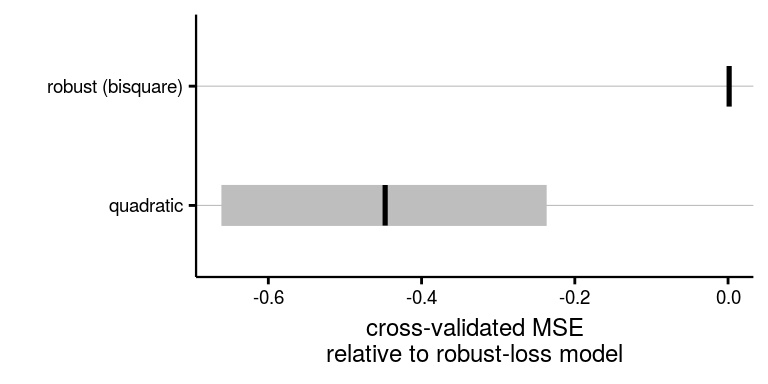 robust (bisquare)
quadratic
-0.6 -0.4 -0.2 0.0
cross-validated MSE
relative to robust-loss model